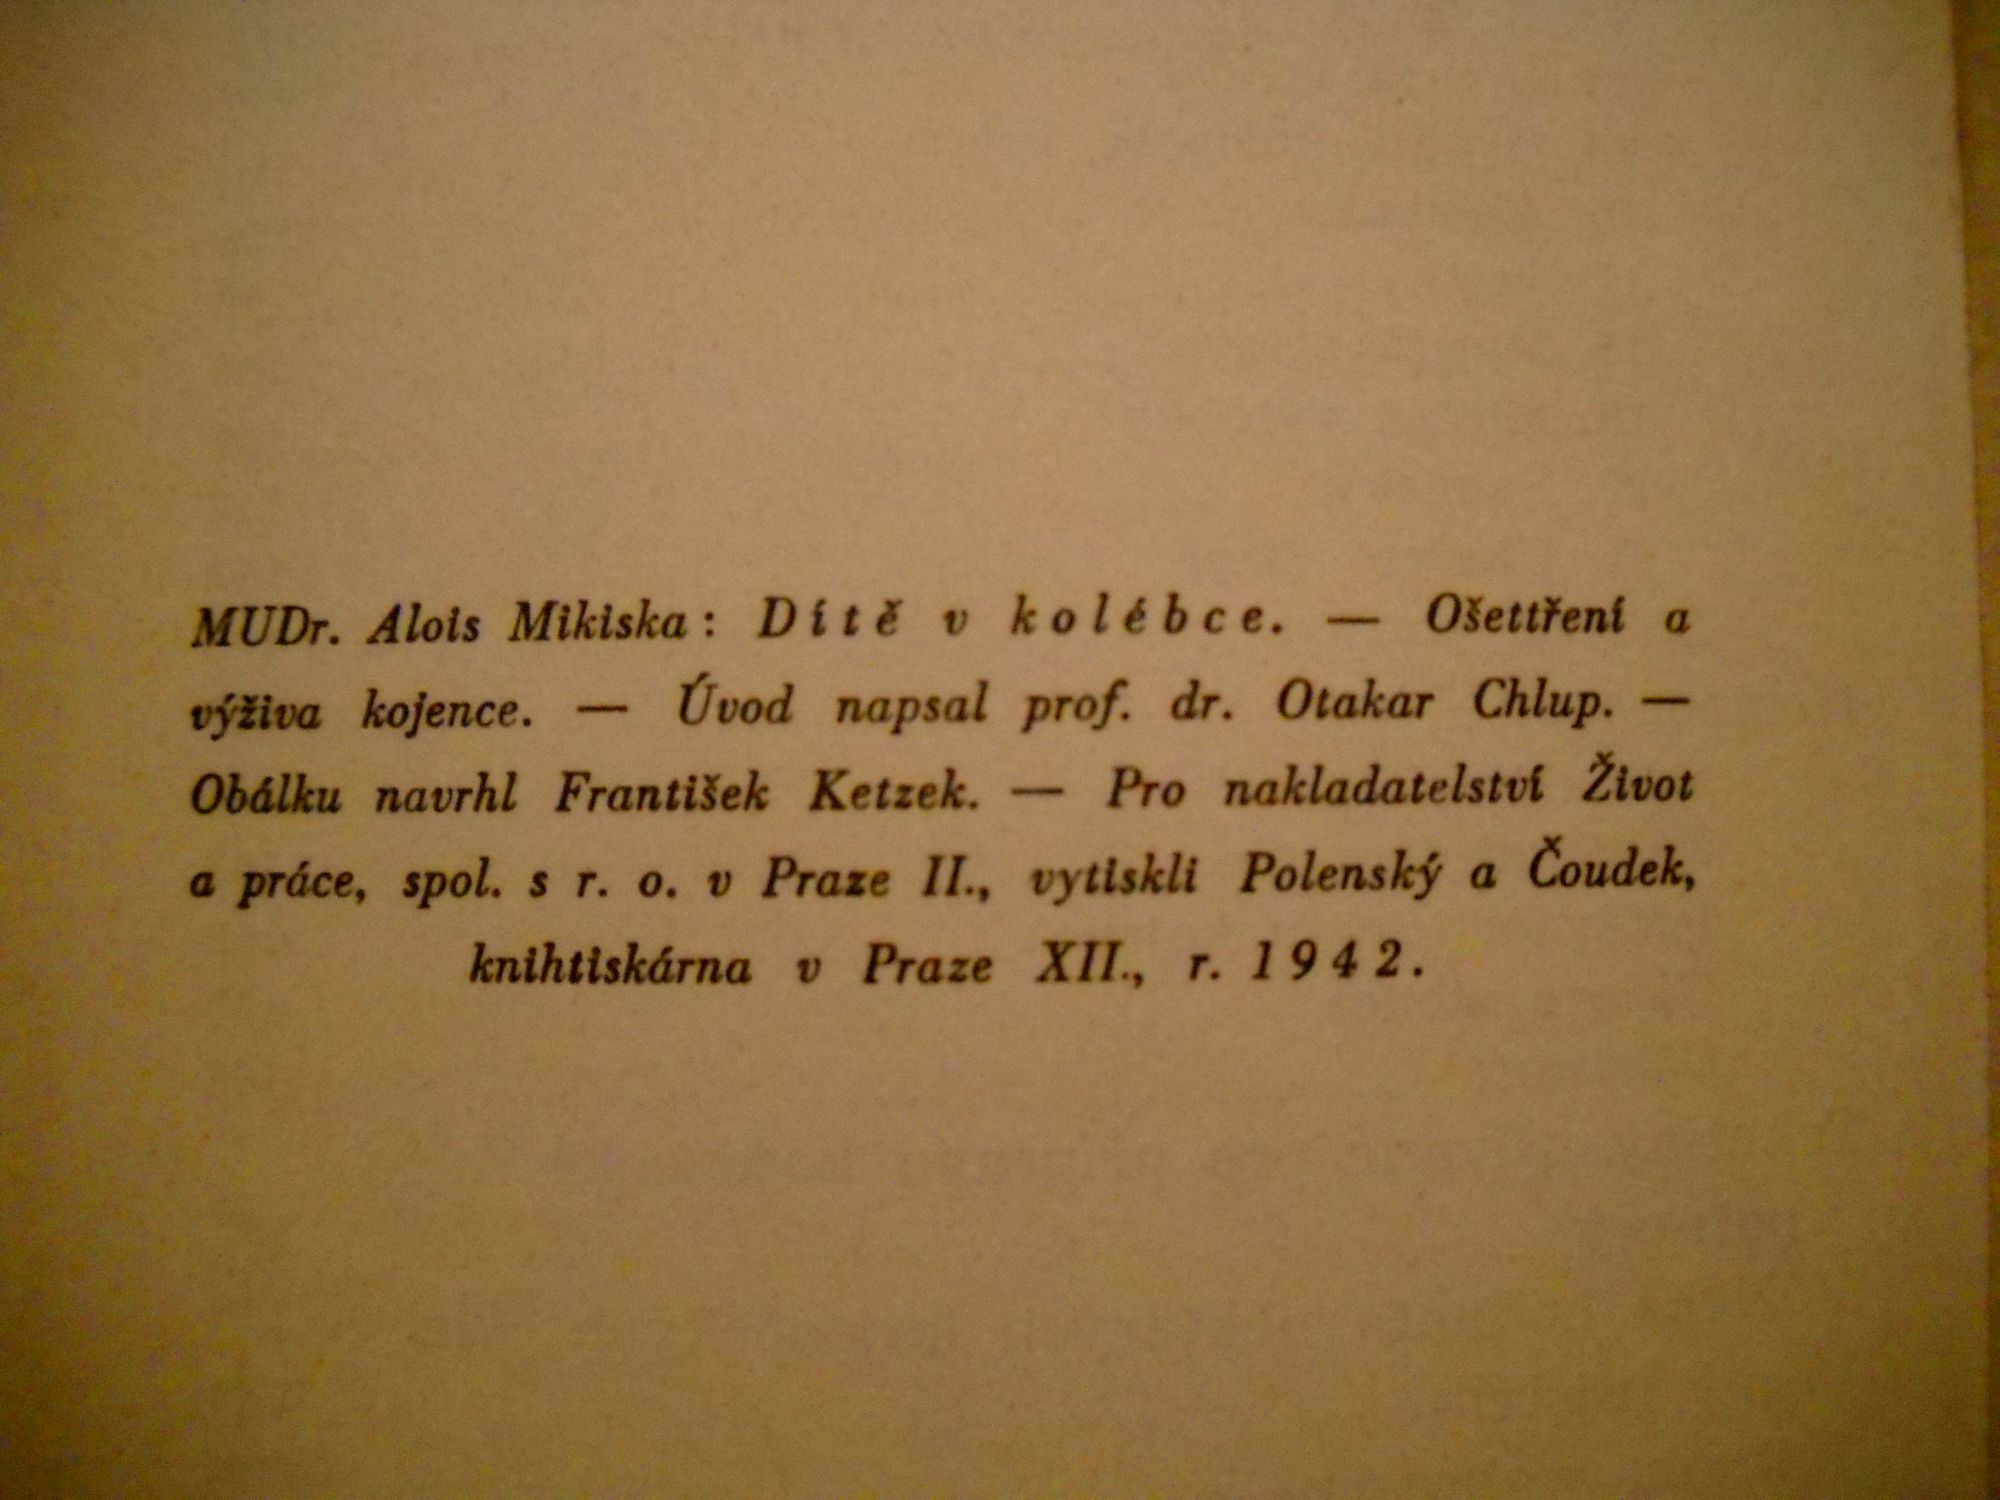 MUDr. Alois Mikiska: Dítě v kolébce. — Ošettření a
výživa kojence. — Úvod napsal prof. dr. Otakar Chlup. —
Obálku navrhl František Ketzek. — Pro nakladatelství Život
a práce, spol. s r. o. v Praze II., vytiskli Polenský a Čoudek,
knihtiskárna v Praze XII., r. 1942.